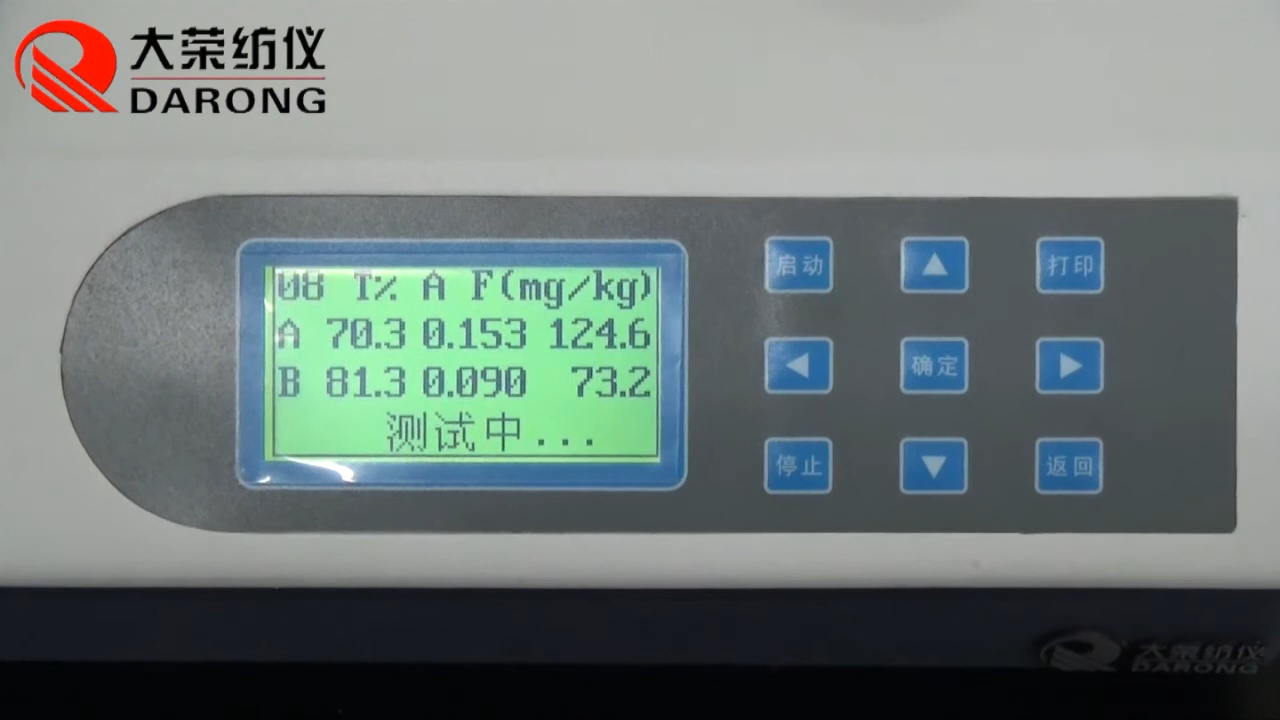 大荣纺仪
DARONG
08 T% A F(mg/kg)
A 70.3 0.153 124.6
B 81.3 0.090 73.2
测试中...
启动 ▲ 打印
◀ 确定 ▶
停止 ▼ 返回
大荣纺仪
DARONG